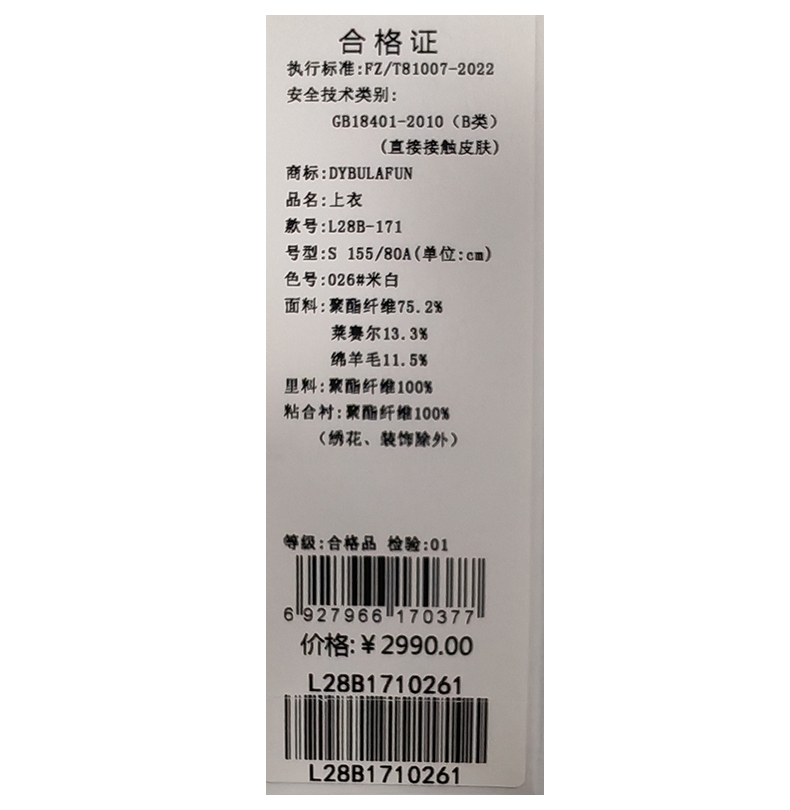 合格证
执行标准:FZ/T81007-2022
安全技术类别:
GB18401-2010（B类）
(直接接触皮肤)
商标:DYBULAFUN
品名:上衣
款号:L28B-171
号型:S 155/80A(单位:cm)
色号:026#米白
面料:聚酯纤维75.2%
莱赛尔13.3%
绵羊毛11.5%
里料:聚酯纤维100%
粘合衬:聚酯纤维100%
（绣花、装饰除外）
等级:合格品 检验:01
6 927966 170377
价格:￥2990.00
L28B1710261
L28B1710261